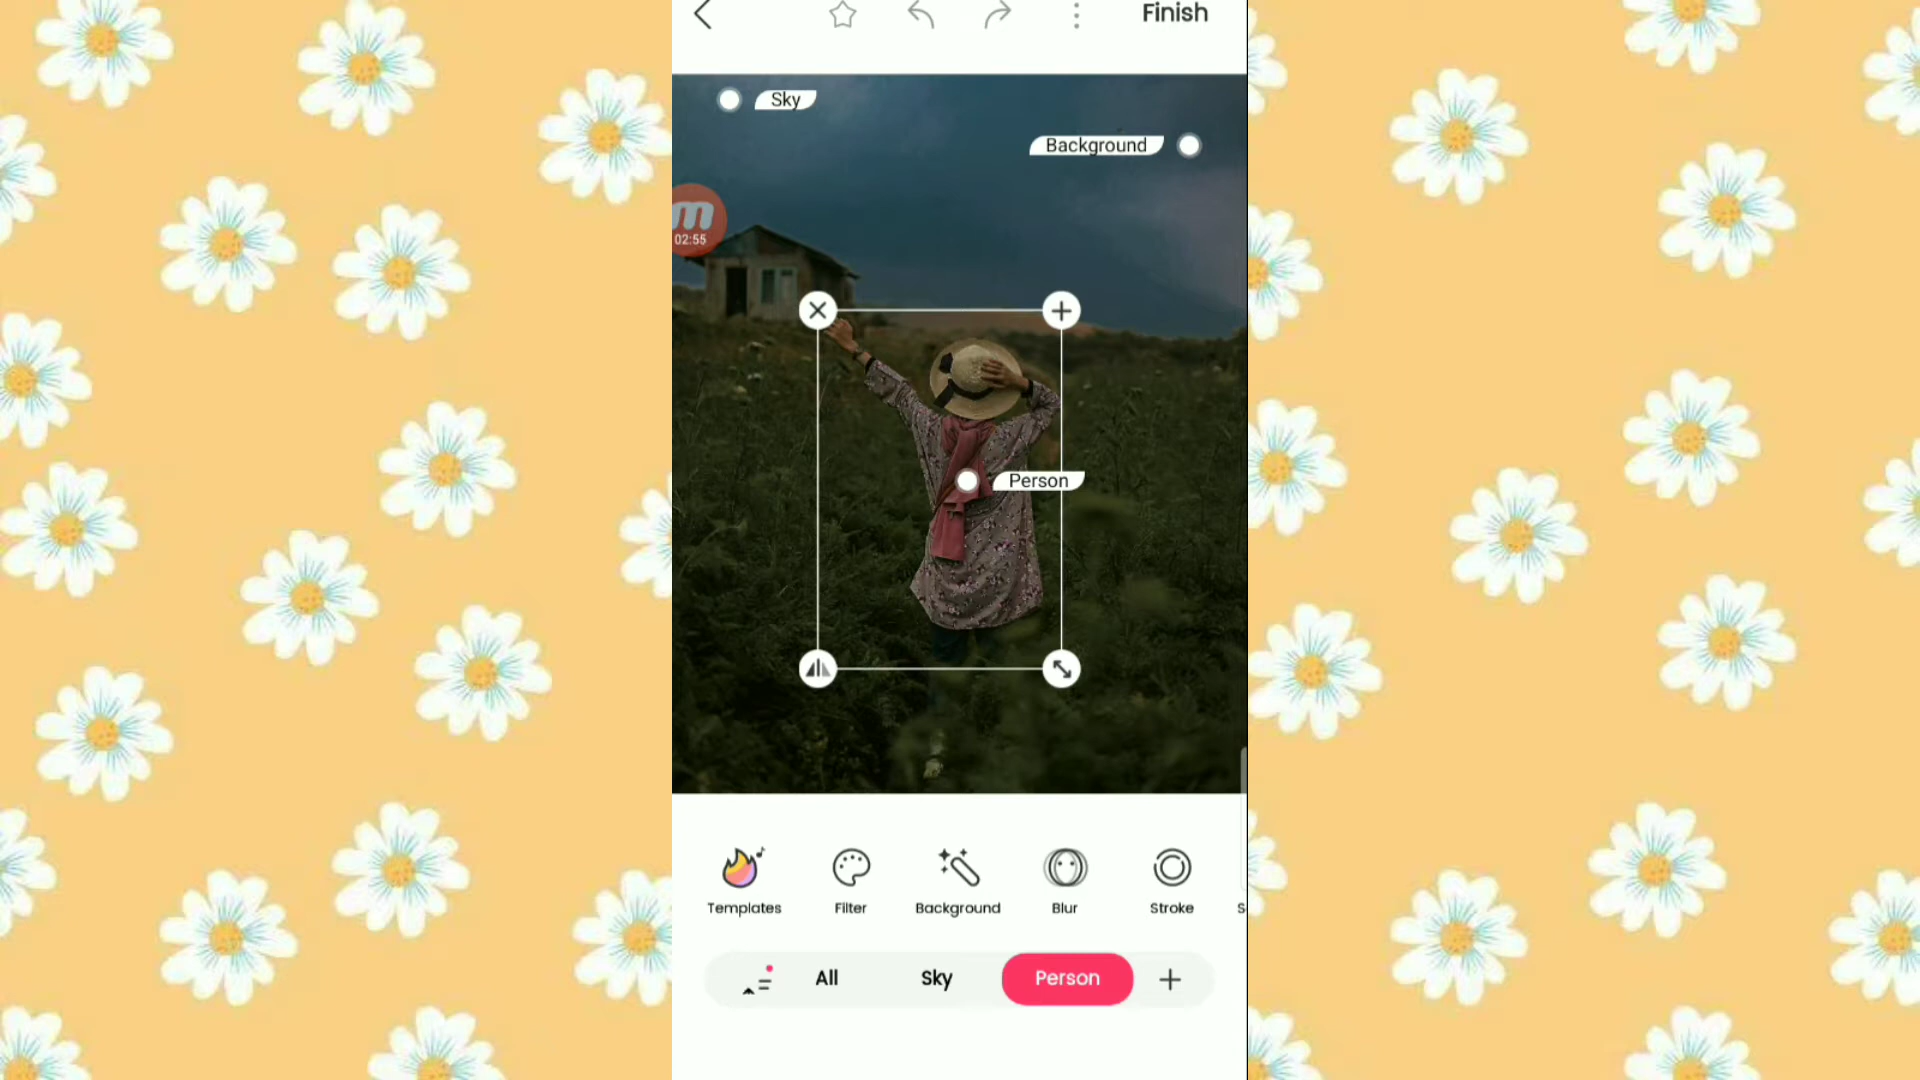 Finish
Sky
Background
m
02:55
Person
Templates
Filter
Background
Blur
Stroke
S
All
Sky
Person